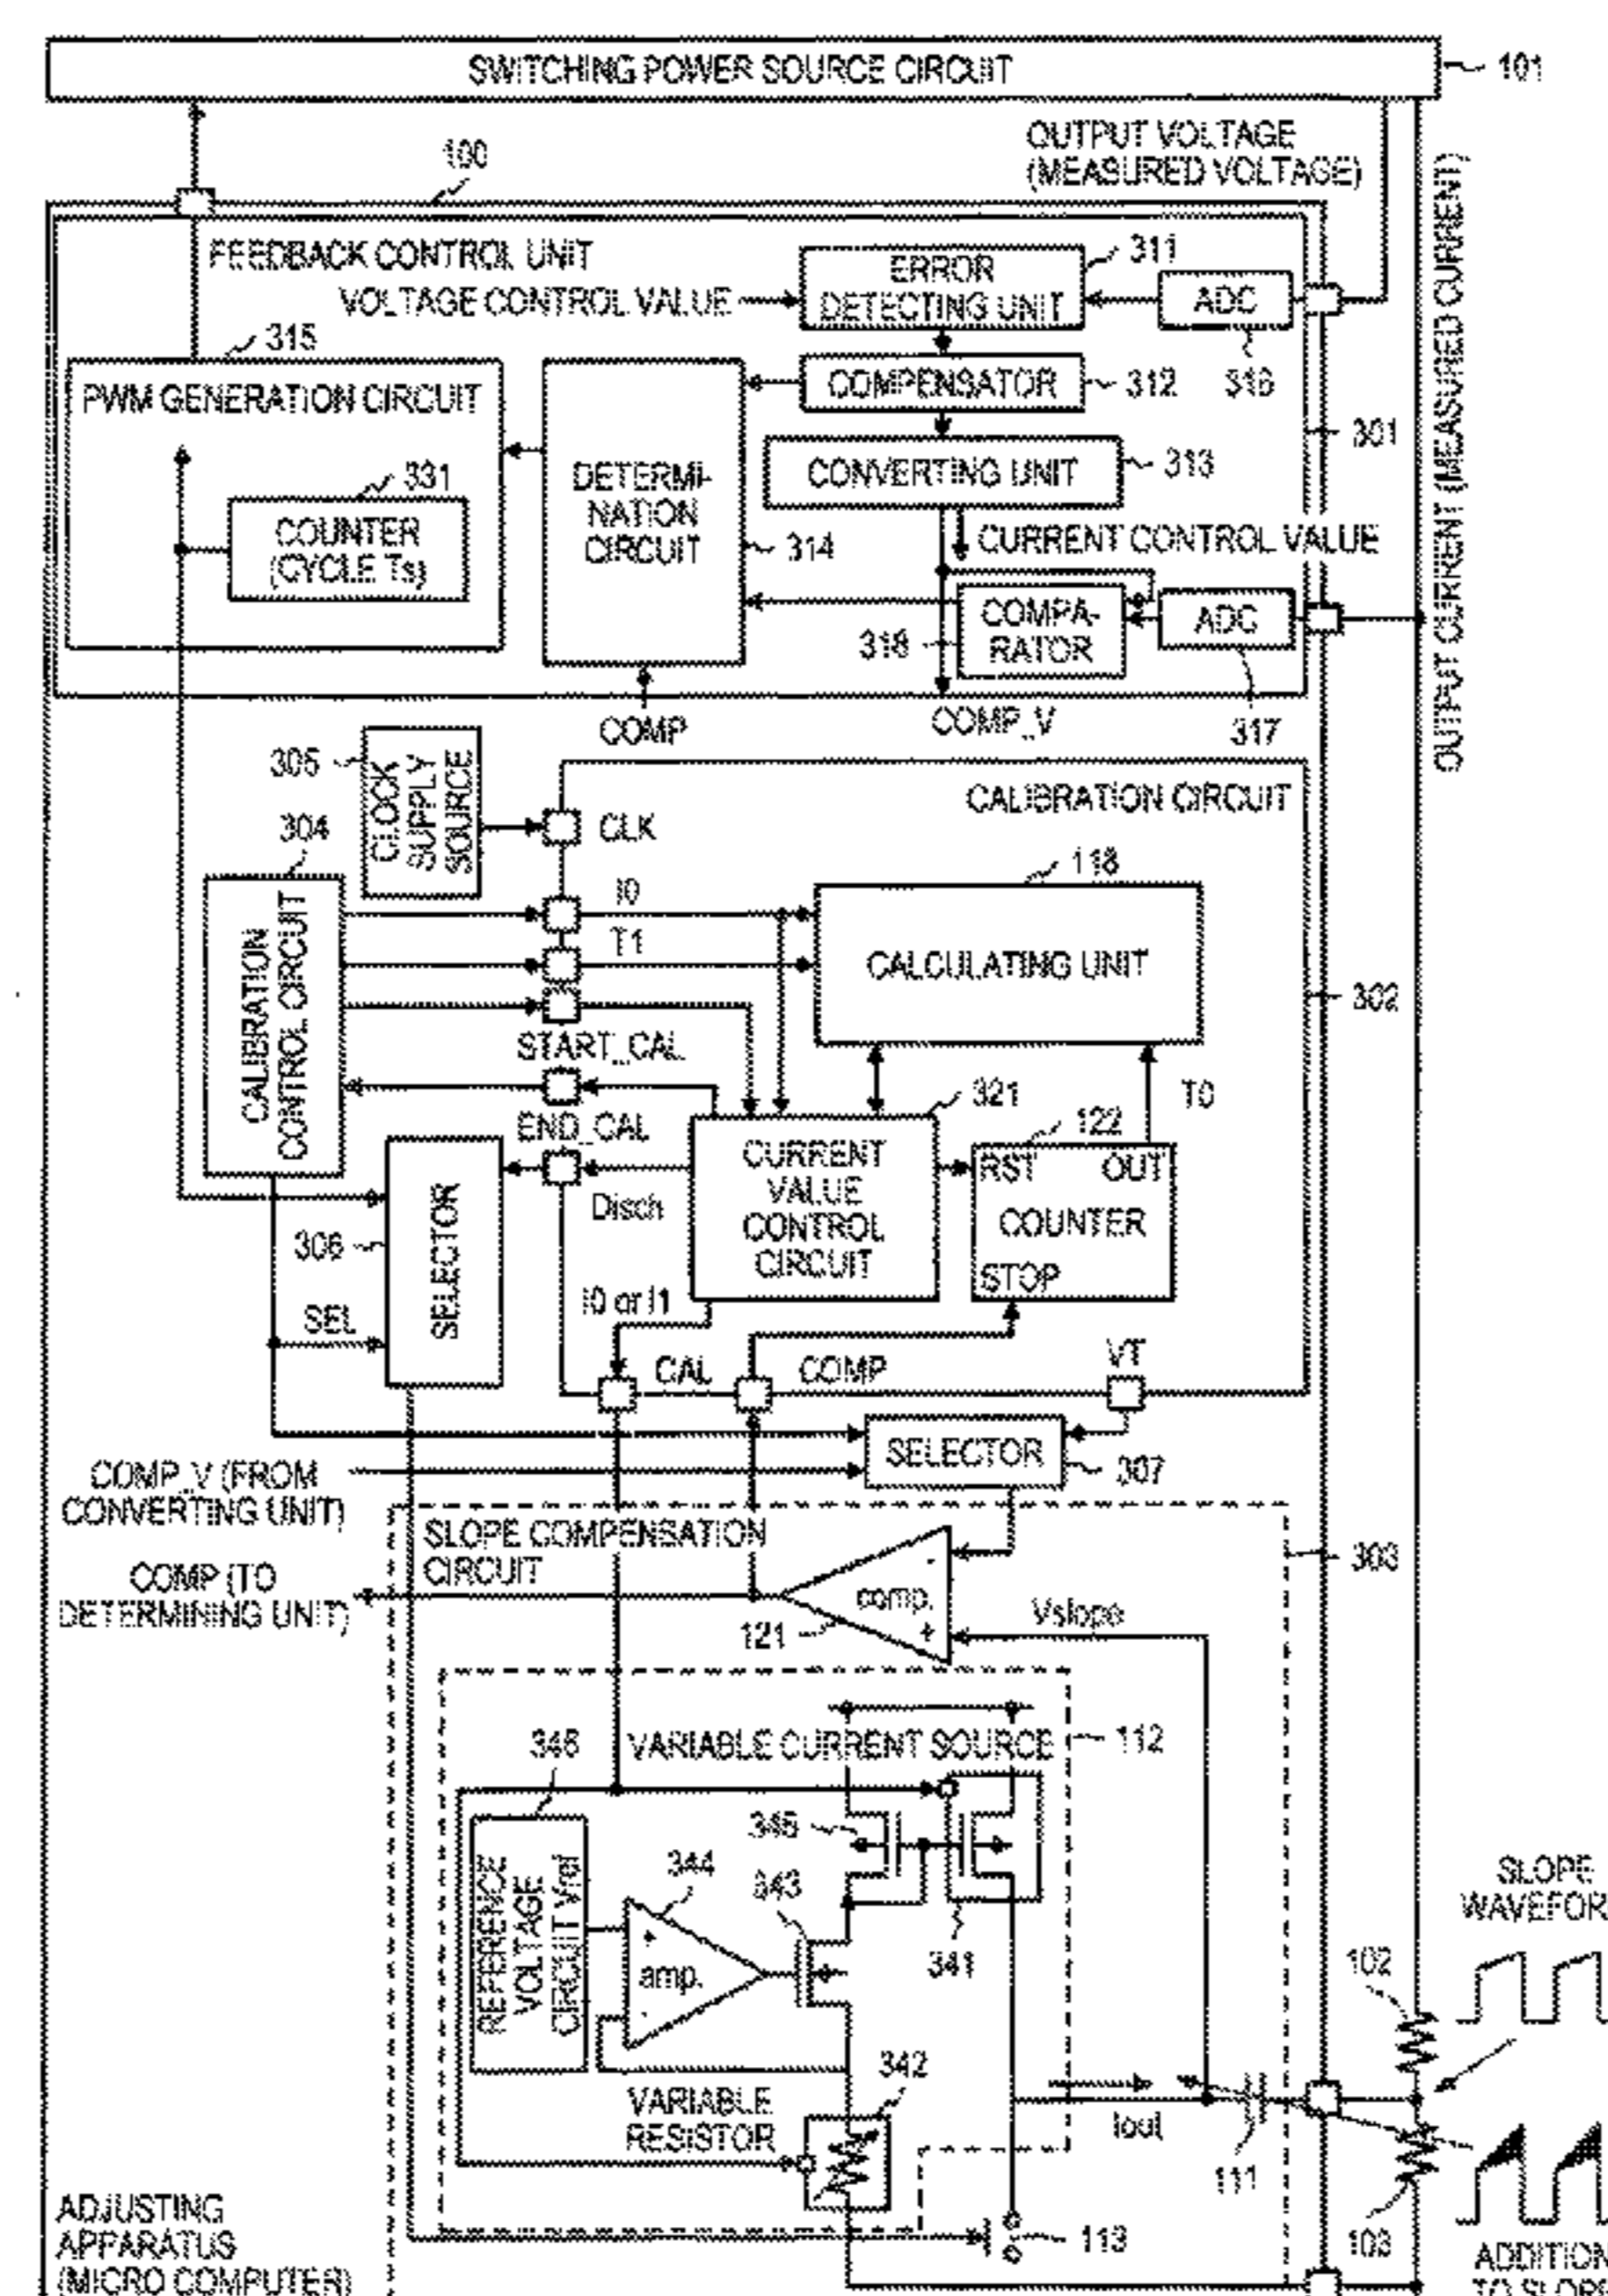 SWITCHING POWER SOURCE CIRCUIT
101
OUTPUT VOLTAGE
(MEASURED VOLTAGE)
100
OUTPUT CURRENT (MEASURED CURRENT)
FEEDBACK CONTROL UNIT
VOLTAGE CONTROL VALUE
ERROR
DETECTING UNIT
311
ADC
316
315
PWM GENERATION CIRCUIT
COMPENSATOR
312
301
331
COUNTER
(CYCLE Ts)
DETERMI-
NATION
CIRCUIT
314
CONVERTING UNIT
313
CURRENT CONTROL VALUE
318
COMPA-
RATOR
ADC
317
COMP
COMP_V
305
CLOCK
SUPPLY
SOURCE
CLK
CALIBRATION CIRCUIT
304
CALIBRATION
CONTROL CIRCUIT
I0
T1
118
CALCULATING UNIT
302
START_CAL
END_CAL
321
CURRENT
VALUE
CONTROL
CIRCUIT
122
T0
RST
OUT
COUNTER
STOP
Disch
306
SELECTOR
SEL
I0 or I1
CAL
COMP
VT
SELECTOR
307
COMP_V (FROM
CONVERTING UNIT)
SLOPE COMPENSATION
CIRCUIT
303
COMP (TO
DETERMINING UNIT)
comp.
-
+
121
Vslope
346
VARIABLE CURRENT SOURCE
112
345
REFERENCE
VOLTAGE
CIRCUIT Vref
344
343
+
amp.
-
341
SLOPE
WAVEFOR
102
342
VARIABLE
RESISTOR
Iout
111
113
103
ADJUSTING
APPARATUS
(MICRO COMPUTER)
ADDITION
TO SLOPE